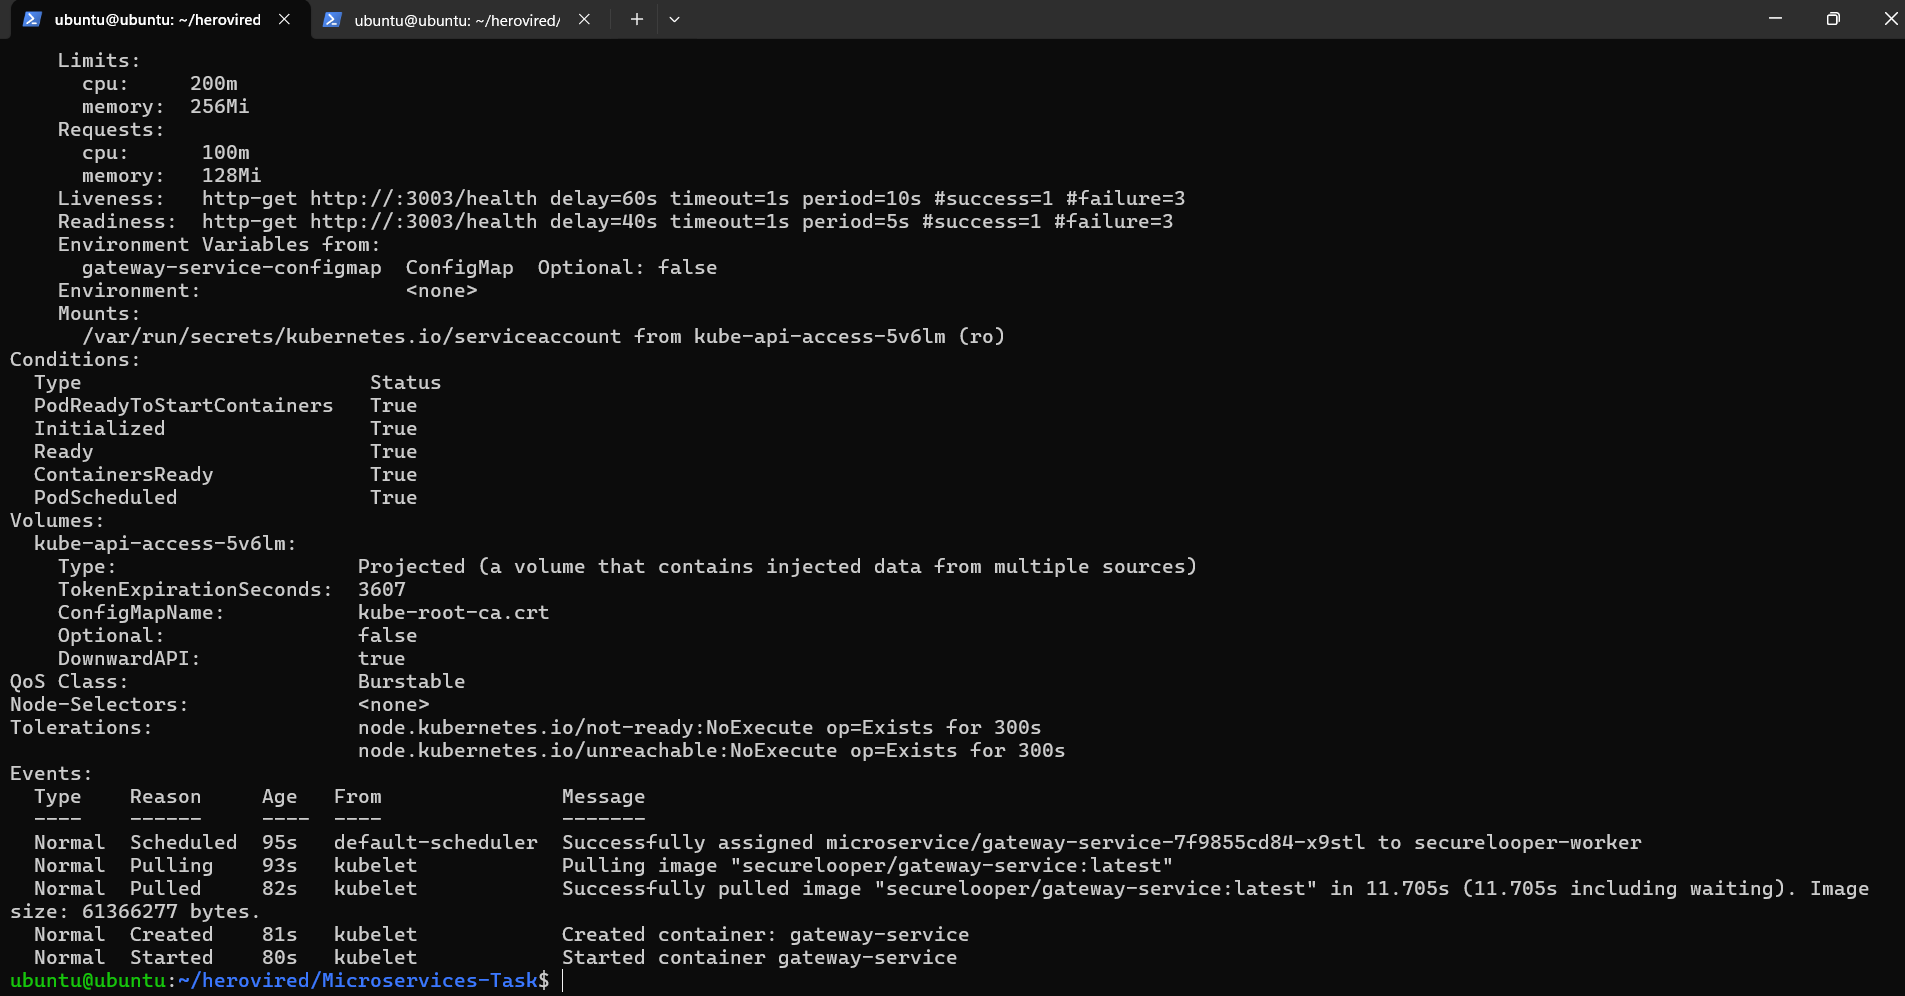 ubuntu@ubuntu: ~/herovired
ubuntu@ubuntu: ~/herovired/
Limits:
cpu: 200m
memory: 256Mi
Requests:
cpu: 100m
memory: 128Mi
Liveness: http-get http://:3003/health delay=60s timeout=1s period=10s #success=1 #failure=3
Readiness: http-get http://:3003/health delay=40s timeout=1s period=5s #success=1 #failure=3
Environment Variables from:
gateway-service-configmap ConfigMap Optional: false
Environment: <none>
Mounts:
/var/run/secrets/kubernetes.io/serviceaccount from kube-api-access-5v6lm (ro)
Conditions:
Type Status
PodReadyToStartContainers True
Initialized True
Ready True
ContainersReady True
PodScheduled True
Volumes:
kube-api-access-5v6lm:
Type: Projected (a volume that contains injected data from multiple sources)
TokenExpirationSeconds: 3607
ConfigMapName: kube-root-ca.crt
Optional: false
DownwardAPI: true
QoS Class: Burstable
Node-Selectors: <none>
Tolerations: node.kubernetes.io/not-ready:NoExecute op=Exists for 300s
node.kubernetes.io/unreachable:NoExecute op=Exists for 300s
Events:
Type Reason Age From Message
---- ------ ---- ---- -------
Normal Scheduled 95s default-scheduler Successfully assigned microservice/gateway-service-7f9855cd84-x9stl to securelooper-worker
Normal Pulling 93s kubelet Pulling image "securelooper/gateway-service:latest"
Normal Pulled 82s kubelet Successfully pulled image "securelooper/gateway-service:latest" in 11.705s (11.705s including waiting). Image
size: 61366277 bytes.
Normal Created 81s kubelet Created container: gateway-service
Normal Started 80s kubelet Started container gateway-service
ubuntu@ubuntu:~/herovired/Microservices-Task$